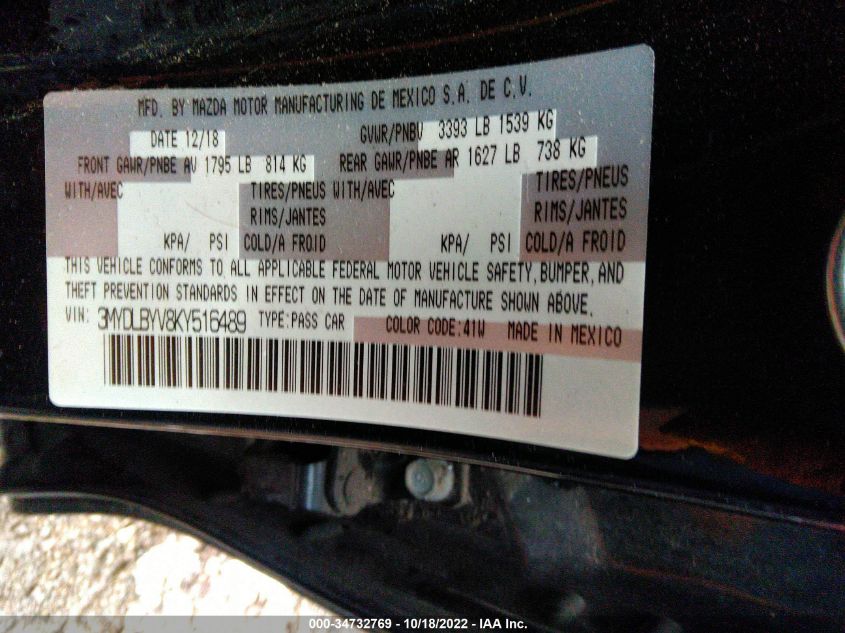 MFD. BY MAZDA MOTOR MANUFACTURING DE MEXICO S.A. DE C.V.
DATE 12/18 GVWR/PNBV 3393 LB 1539 KG
FRONT GAWR/PNBE AV 1795 LB 814 KG REAR GAWR/PNBE AR 1627 LB 738 KG
WITH/AVEC TIRES/PNEUS WITH/AVEC TIRES/PNEUS
RIMS/JANTES RIMS/JANTES
KPA/ PSI COLD/A FROID KPA/ PSI COLD/A FROID
THIS VEHICLE CONFORMS TO ALL APPLICABLE FEDERAL MOTOR VEHICLE SAFETY, BUMPER, AND
THEFT PREVENTION STANDARDS IN EFFECT ON THE DATE OF MANUFACTURE SHOWN ABOVE.
VIN: 3MYDLBYV8KY516489 TYPE:PASS CAR COLOR CODE:41W MADE IN MEXICO
000-34732769 - 10/18/2022 - IAA Inc.